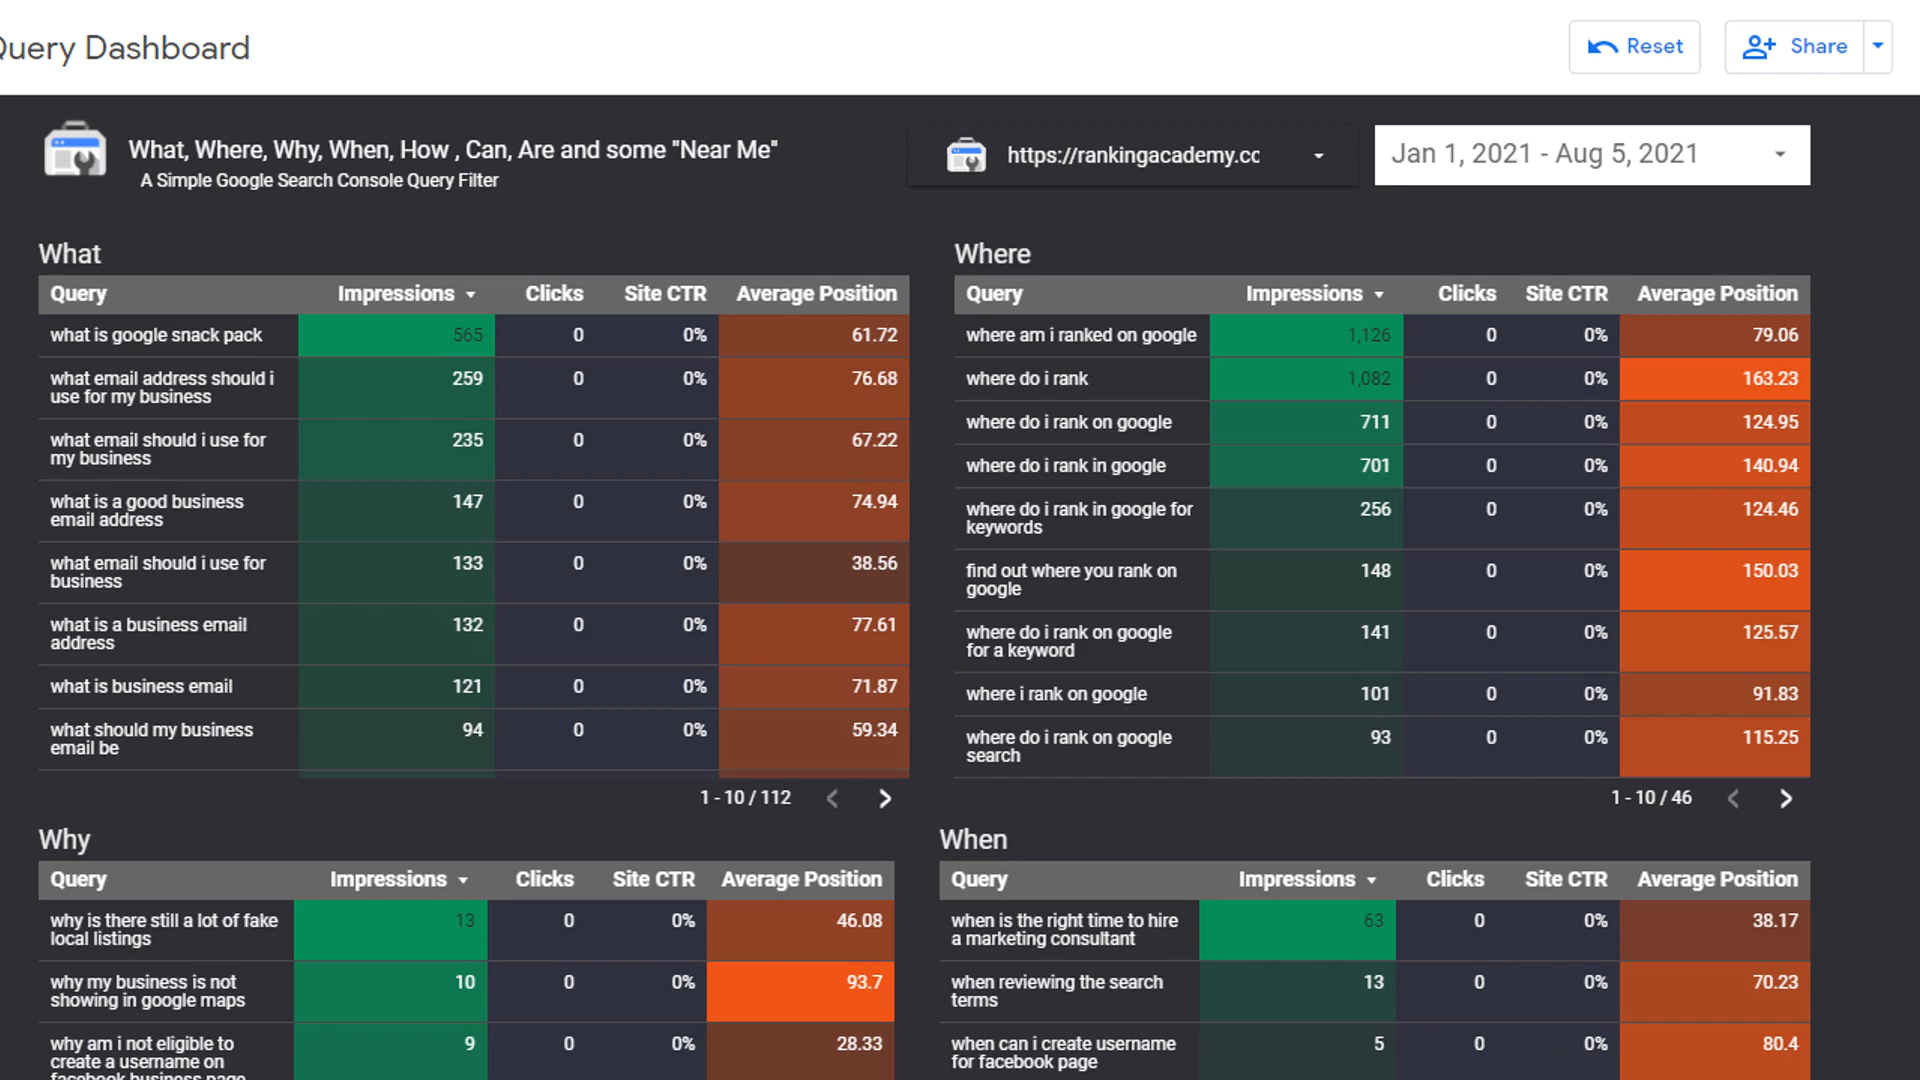 Query Dashboard
Reset
Share
What, Where, Why, When, How , Can, Are and some "Near Me"
A Simple Google Search Console Query Filter
https://rankingacademy.cc
Jan 1, 2021 - Aug 5, 2021
What
Query Impressions Clicks Site CTR Average Position
what is google snack pack 565 0 0% 61.72
what email address should i
use for my business 259 0 0% 76.68
what email should i use for
my business 235 0 0% 67.22
what is a good business
email address 147 0 0% 74.94
what email should i use for
business 133 0 0% 38.56
what is a business email
address 132 0 0% 77.61
what is business email 121 0 0% 71.87
what should my business
email be 94 0 0% 59.34
1 - 10 / 112
Where
Query Impressions Clicks Site CTR Average Position
where am i ranked on google 1,126 0 0% 79.06
where do i rank 1,082 0 0% 163.23
where do i rank on google 711 0 0% 124.95
where do i rank in google 701 0 0% 140.94
where do i rank in google for
keywords 256 0 0% 124.46
find out where you rank on
google 148 0 0% 150.03
where do i rank on google
for a keyword 141 0 0% 125.57
where i rank on google 101 0 0% 91.83
where do i rank on google
search 93 0 0% 115.25
1 - 10 / 46
Why
Query Impressions Clicks Site CTR Average Position
why is there still a lot of fake
local listings 13 0 0% 46.08
why my business is not
showing in google maps 10 0 0% 93.7
why am i not eligible to
create a username on
facebook business page 9 0 0% 28.33
When
Query Impressions Clicks Site CTR Average Position
when is the right time to hire
a marketing consultant 63 0 0% 38.17
when reviewing the search
terms 13 0 0% 70.23
when can i create username
for facebook page 5 0 0% 80.4